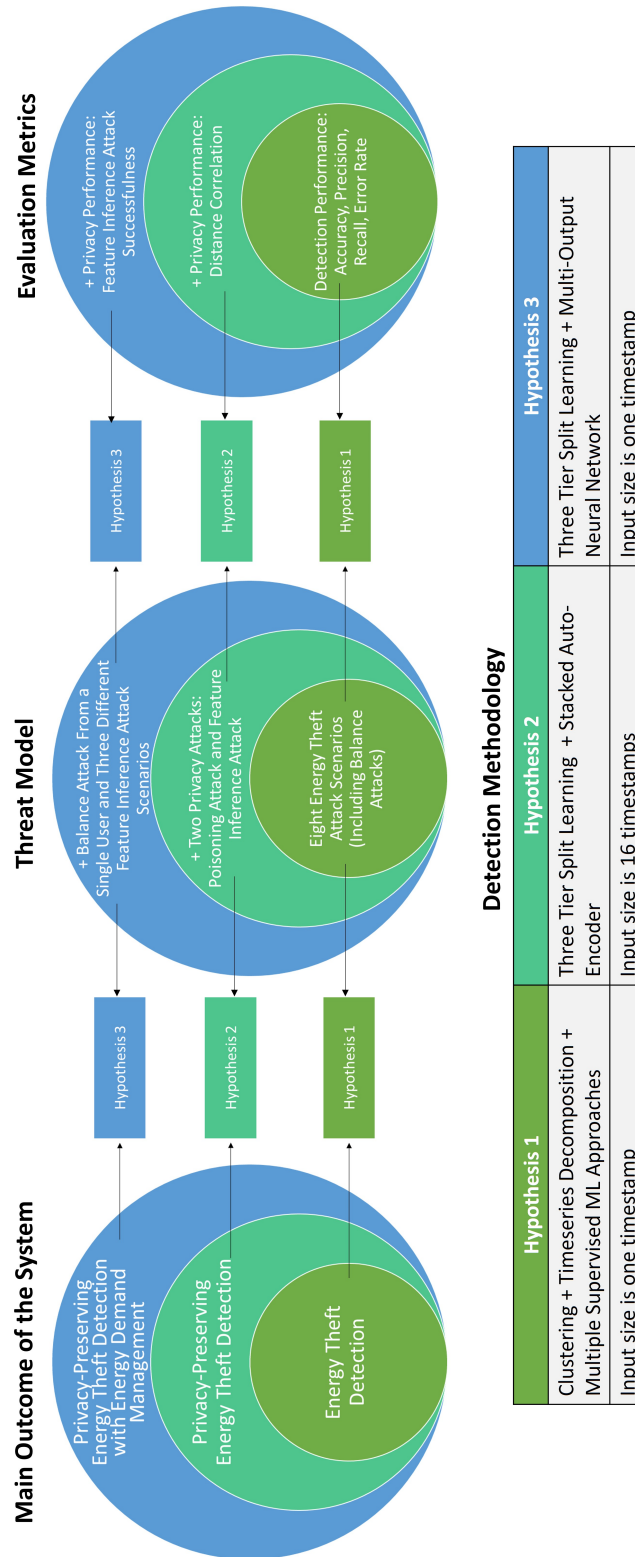 Main Outcome of the System
Privacy-Preserving
Energy Theft Detection
with Energy Demand
Management
Privacy-Preserving
Energy Theft Detection
Energy Theft
Detection
Hypothesis 3
Hypothesis 2
Hypothesis 1
Threat Model
+ Balance Attack From a
Single User and Three Different
Feature Inference Attack
Scenarios
+ Two Privacy Attacks:
Poisoning Attack and Feature
Inference Attack
Eight Energy Theft
Attack Scenarios
(Including Balance
Attacks)
Hypothesis 3
Hypothesis 2
Hypothesis 1
Evaluation Metrics
+ Privacy Performance:
Feature Inference Attack
Successfulness
+ Privacy Performance:
Distance Correlation
Detection Performance:
Accuracy, Precision,
Recall, Error Rate
Detection Methodology
Hypothesis 1
Hypothesis 2
Hypothesis 3
Clustering + Timeseries Decomposition +
Multiple Supervised ML Approaches
Three Tier Split Learning + Stacked Auto-
Encoder
Three Tier Split Learning + Multi-Output
Neural Network
Input size is one timestamp
Input size is 16 timestamps
Input size is one timestamp